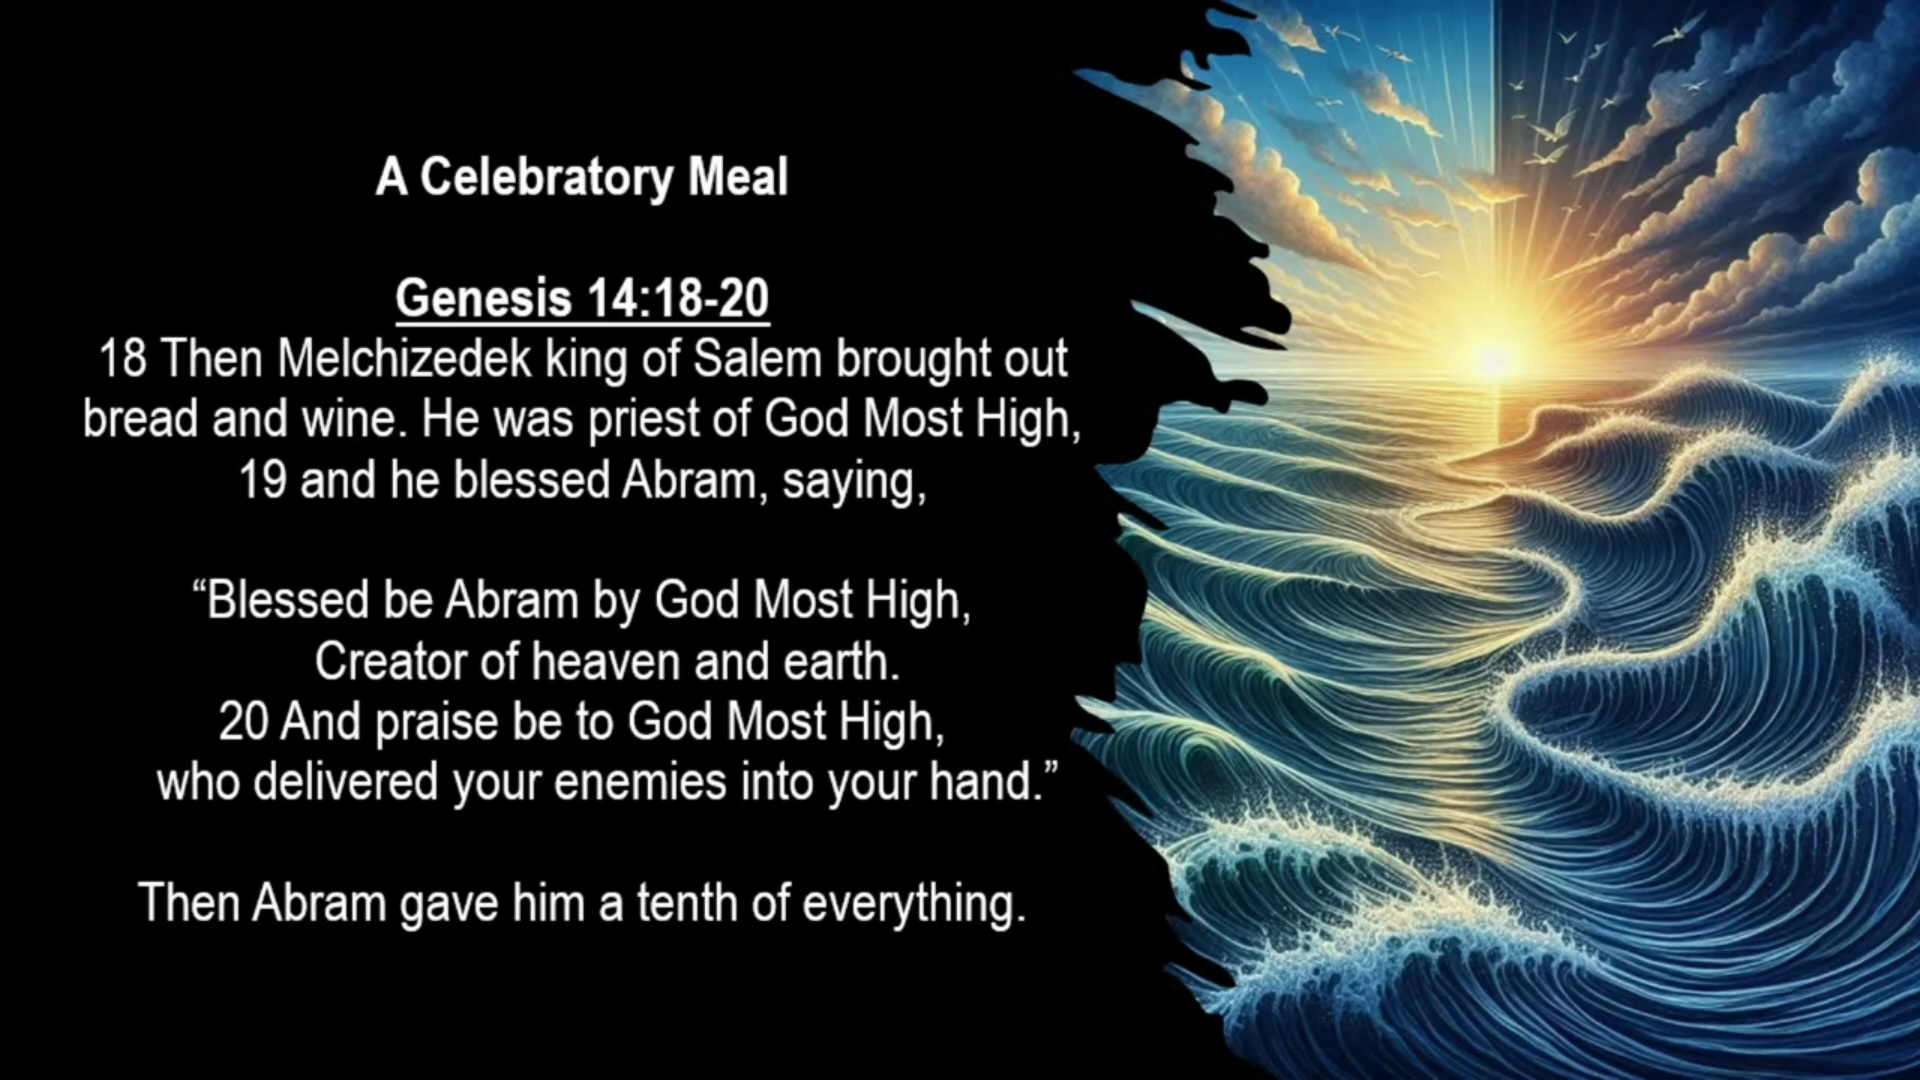 A Celebratory Meal
Genesis 14:18-20
18 Then Melchizedek king of Salem brought out
bread and wine. He was priest of God Most High,
19 and he blessed Abram, saying,
“Blessed be Abram by God Most High,
Creator of heaven and earth.
20 And praise be to God Most High,
who delivered your enemies into your hand.”
Then Abram gave him a tenth of everything.